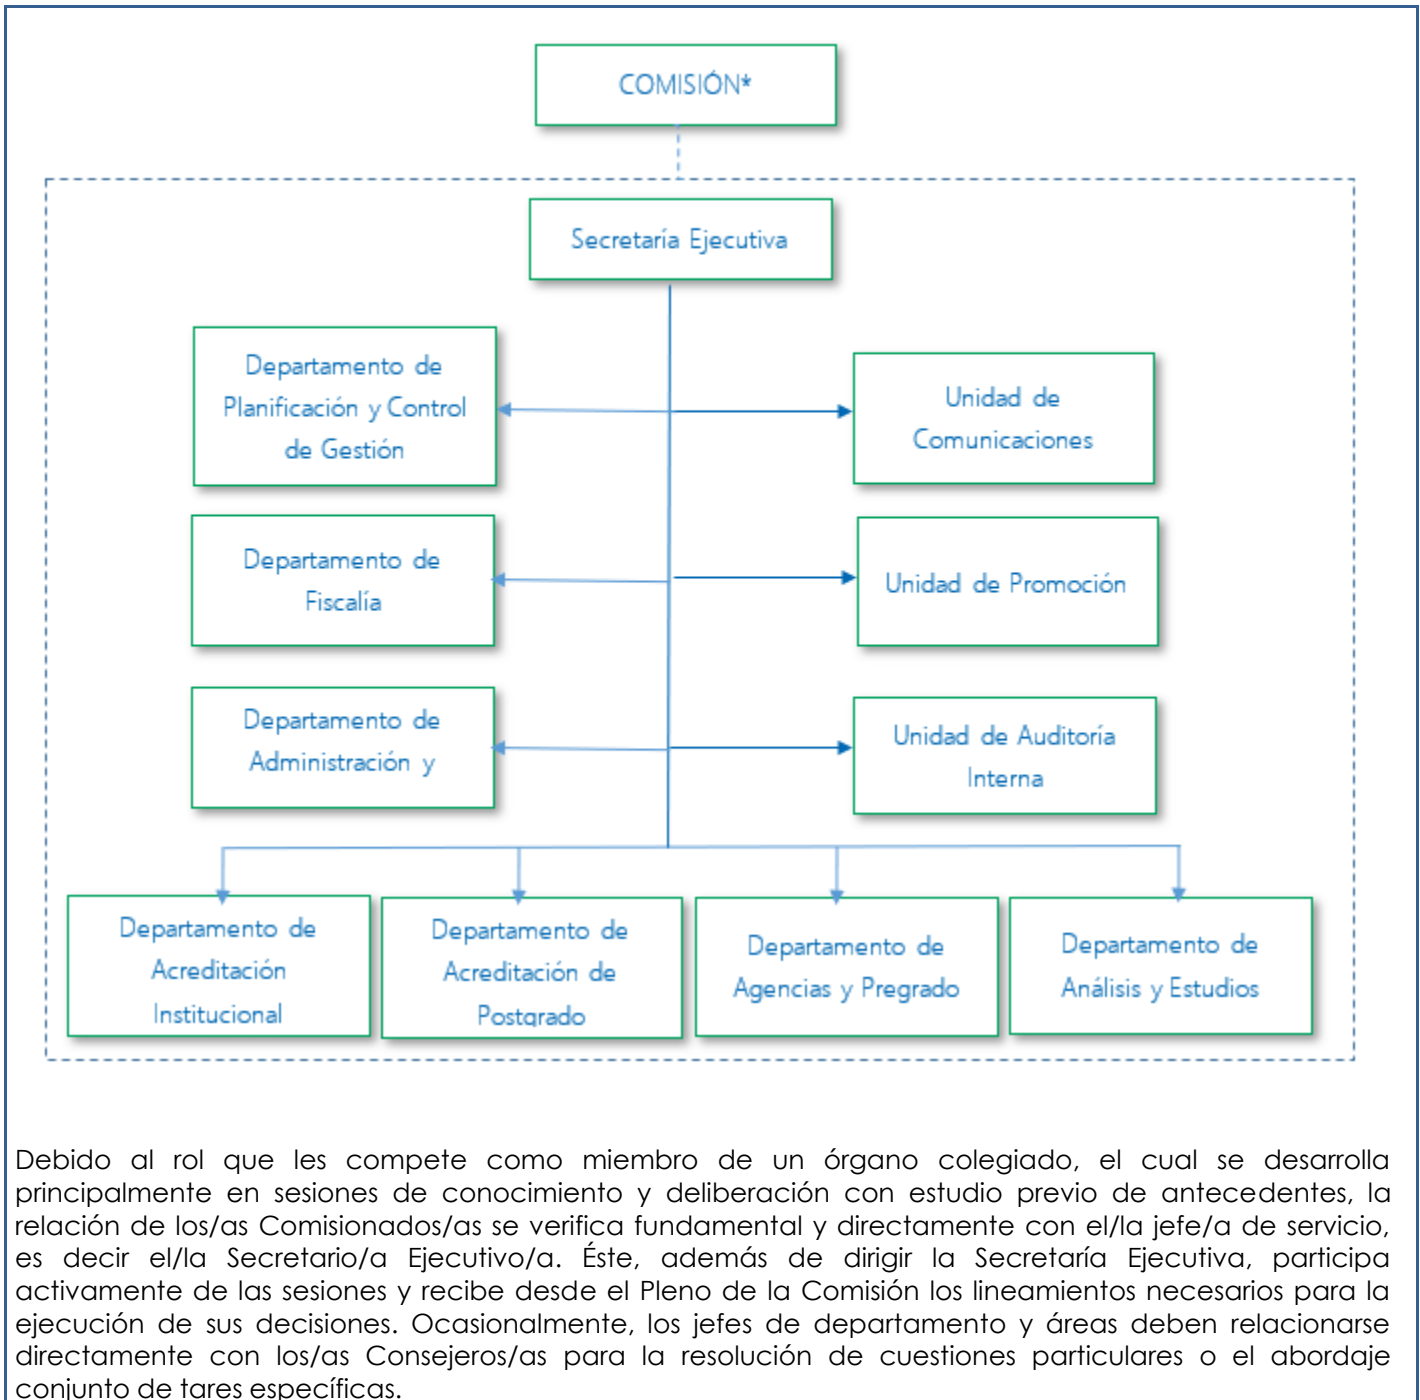 COMISIÓN*
Secretaría Ejecutiva
Departamento de
Planificación y Control
de Gestión
Unidad de
Comunicaciones
Departamento de
Fiscalía
Unidad de Promoción
Departamento de
Administración y
Unidad de Auditoría
Interna
Departamento de
Acreditación
Institucional
Departamento de
Acreditación de
Postgrado
Departamento de
Agencias y Pregrado
Departamento de
Análisis y Estudios
Debido al rol que les compete como miembro de un órgano colegiado, el cual se desarrolla
principalmente en sesiones de conocimiento y deliberación con estudio previo de antecedentes, la
relación de los/as Comisionados/as se verifica fundamental y directamente con el/la jefe/a de servicio,
es decir el/la Secretario/a Ejecutivo/a. Éste, además de dirigir la Secretaría Ejecutiva, participa
activamente de las sesiones y recibe desde el Pleno de la Comisión los lineamientos necesarios para la
ejecución de sus decisiones. Ocasionalmente, los jefes de departamento y áreas deben relacionarse
directamente con los/as Consejeros/as para la resolución de cuestiones particulares o el abordaje
conjunto de tares específicas.